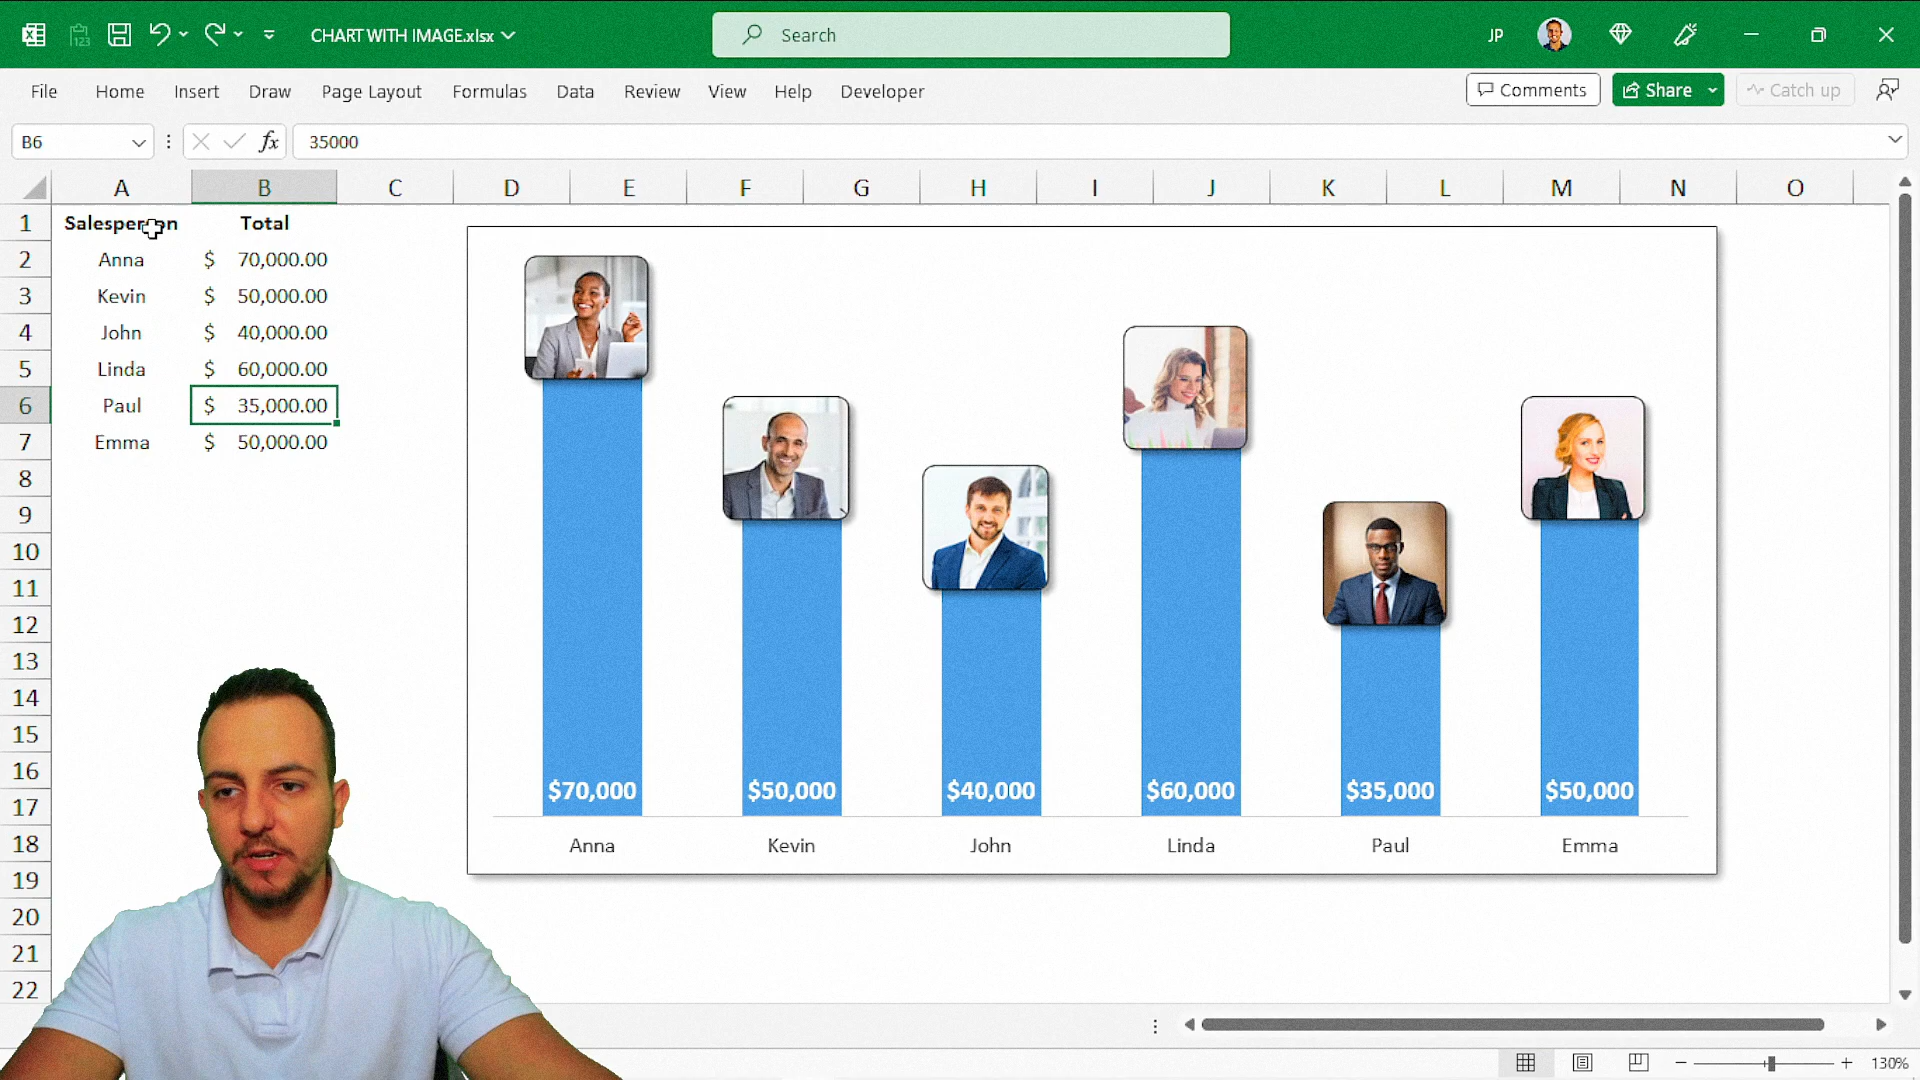 CHART WITH IMAGE.xlsx
Search
JP
File Home Insert Draw Page Layout Formulas Data Review View Help Developer
Comments Share Catch up
B6 fx 35000
A B C D E F G H I J K L M N O
1 Salesperson Total
2 Anna $ 70,000.00
3 Kevin $ 50,000.00
4 John $ 40,000.00
5 Linda $ 60,000.00
6 Paul $ 35,000.00
7 Emma $ 50,000.00
8
9
10
11
12
13
14
15
16
17
18
19
20
21
22
$70,000 $50,000 $40,000 $60,000 $35,000 $50,000
Anna Kevin John Linda Paul Emma
130%